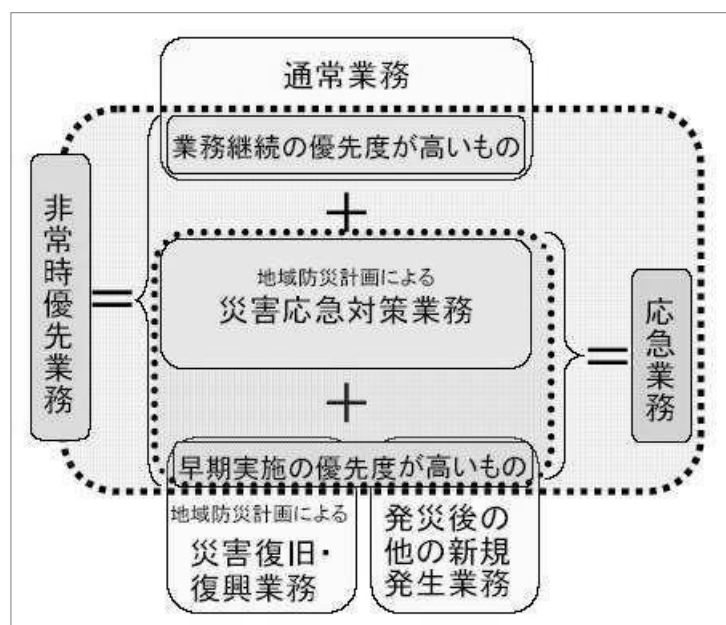 通常業務
業務継続の優先度が高いもの
＋
非常時優先業務
＝
地域防災計画による
災害応急対策業務
＝
応急業務
＋
早期実施の優先度が高いもの
地域防災計画による
災害復旧・
復興業務
発災後の
他の新規
発生業務